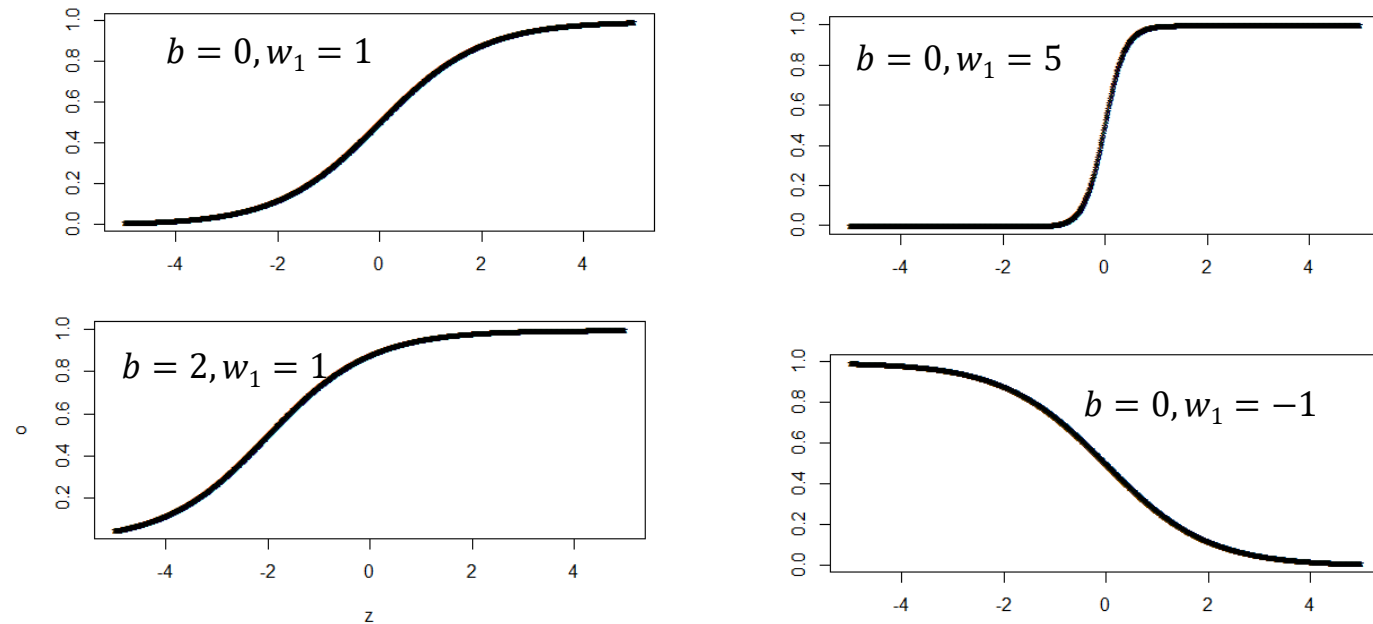 b = 0, w₁ = 1
0.0 0.2 0.4 0.6 0.8 1.0
-4 -2 0 2 4
b = 0, w₁ = 5
0.0 0.2 0.4 0.6 0.8 1.0
-4 -2 0 2 4
b = 2, w₁ = 1
o
0.2 0.4 0.6 0.8 1.0
-4 -2 0 2 4
z
b = 0, w₁ = −1
0.0 0.2 0.4 0.6 0.8 1.0
-4 -2 0 2 4